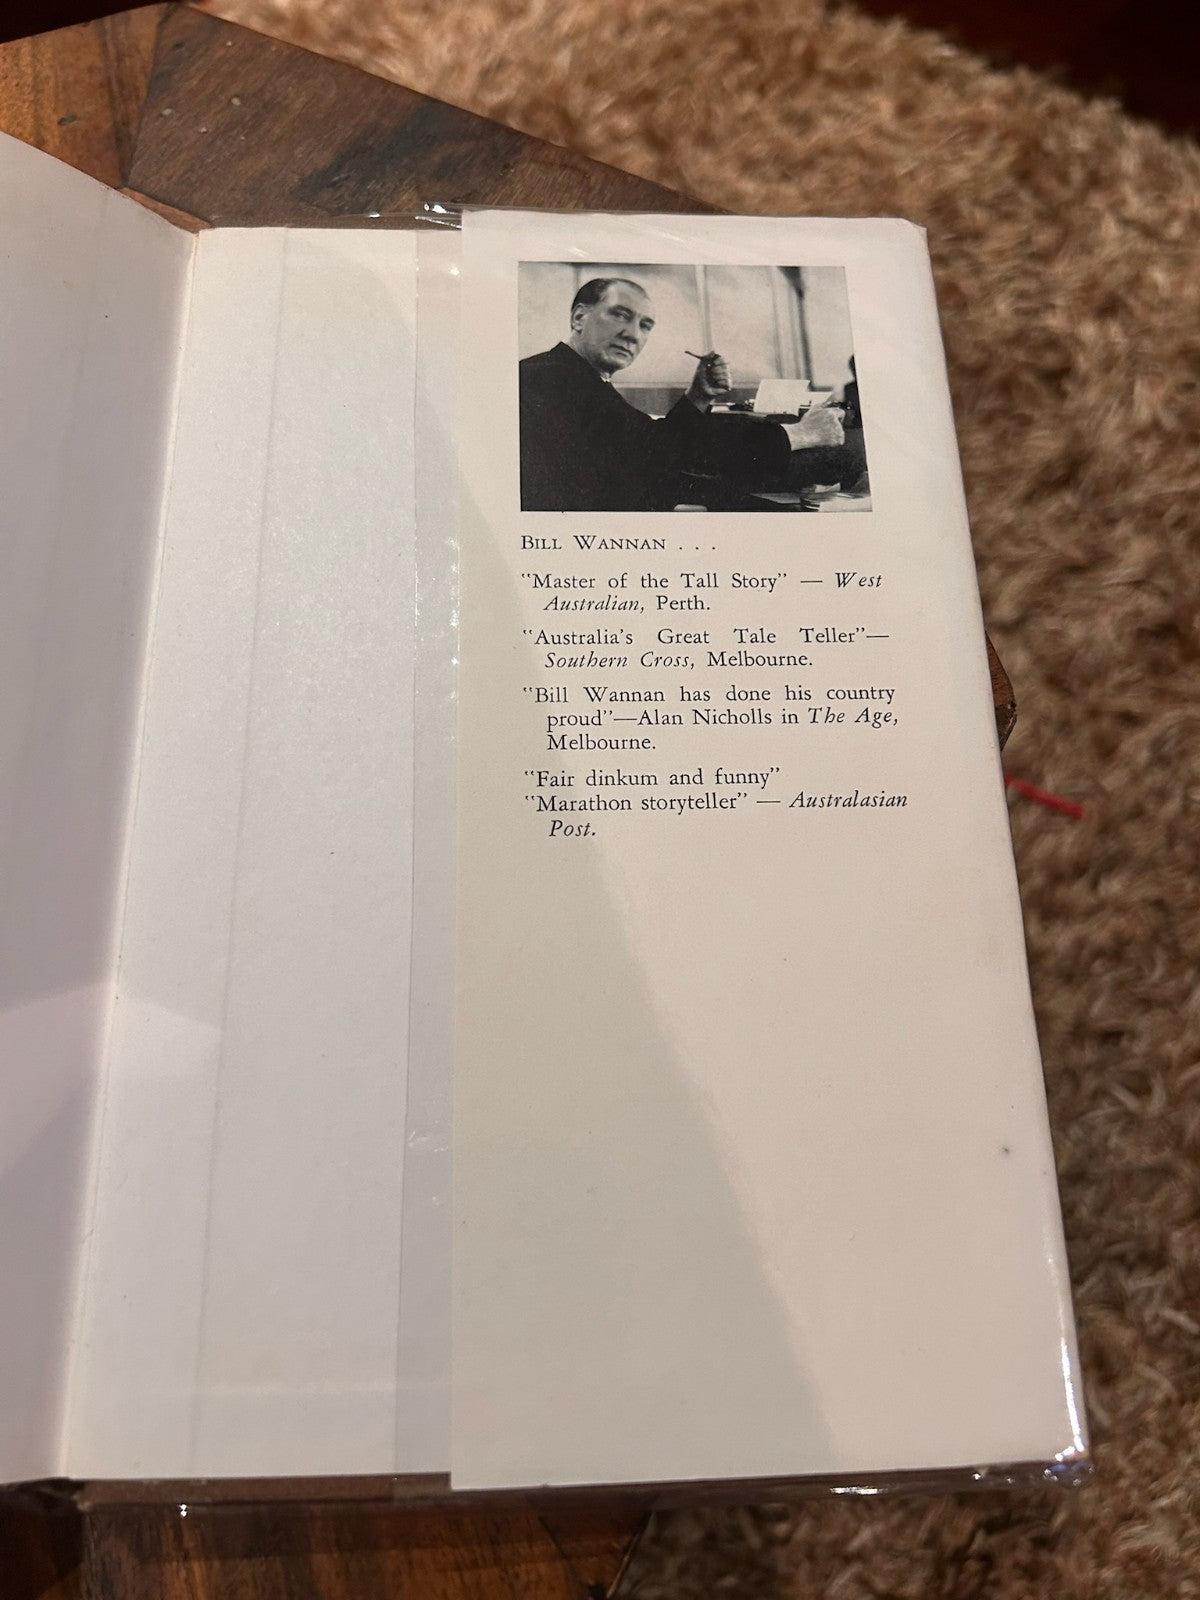 BILL WANNAN . . .
‘‘Master of the Tall Story’’ — West
Australian, Perth.
‘‘Australia’s Great Tale Teller’’—
Southern Cross, Melbourne.
‘‘Bill Wannan has done his country
proud’’—Alan Nicholls in The Age,
Melbourne.
‘‘Fair dinkum and funny’’
‘‘Marathon storyteller’’ — Australasian
Post.